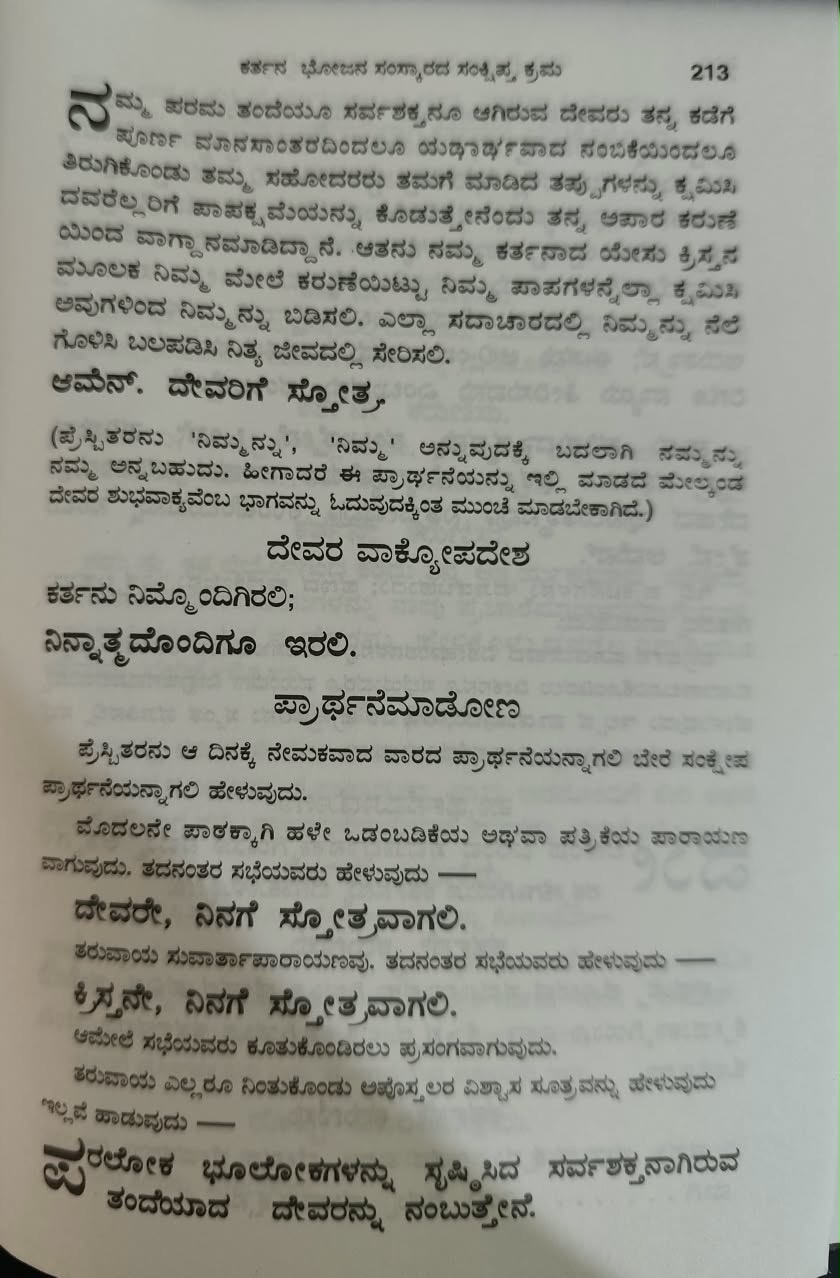 ಕರ್ತನ ಭೋಜನ ಸಂಸ್ಕಾರದ ಸಂಕ್ಷಿಪ್ತ ಕ್ರಮ 213
ನಮ್ಮ ಪರಮ ತಂದೆಯೂ ಸರ್ವಶಕ್ತನೂ ಆಗಿರುವ ದೇವರು ತನ್ನ ಕಡೆಗೆ
ಪೂರ್ಣ ಮಾನಸಾಂತರದಿಂದಲೂ ಯಥಾರ್ಥವಾದ ನಂಬಿಕೆಯಿಂದಲೂ
ತಿರುಗಿಕೊಂಡು ತಮ್ಮ ಸಹೋದರರು ತಮಗೆ ಮಾಡಿದ ತಪ್ಪುಗಳನ್ನು ಕ್ಷಮಿಸಿ
ದವರೆಲ್ಲರಿಗೆ ಪಾಪಕ್ಷಮೆಯನ್ನು ಕೊಡುತ್ತೇನೆಂದು ತನ್ನ ಅಪಾರ ಕರುಣೆ
ಯಿಂದ ವಾಗ್ದಾನಮಾಡಿದ್ದಾನೆ. ಆತನು ನಮ್ಮ ಕರ್ತನಾದ ಯೇಸು ಕ್ರಿಸ್ತನ
ಮೂಲಕ ನಿಮ್ಮ ಮೇಲೆ ಕರುಣೆಯಿಟ್ಟು ನಿಮ್ಮ ಪಾಪಗಳನ್ನೆಲ್ಲಾ ಕ್ಷಮಿಸಿ
ಅವುಗಳಿಂದ ನಿಮ್ಮನ್ನು ಬಿಡಿಸಲಿ. ಎಲ್ಲಾ ಸದಾಚಾರದಲ್ಲಿ ನಿಮ್ಮನ್ನು ನೆಲೆ
ಗೊಳಿಸಿ ಬಲಪಡಿಸಿ ನಿತ್ಯ ಜೀವದಲ್ಲಿ ಸೇರಿಸಲಿ.
ಆಮೆನ್. ದೇವರಿಗೆ ಸ್ತೋತ್ರ.
(ಪ್ರೆಸ್ಬಿತರನು 'ನಿಮ್ಮನ್ನು', 'ನಿಮ್ಮ' ಅನ್ನುವುದಕ್ಕೆ ಬದಲಾಗಿ ನಮ್ಮನ್ನು
ನಮ್ಮ ಅನ್ನಬಹುದು. ಹೀಗಾದರೆ ಈ ಪ್ರಾರ್ಥನೆಯನ್ನು ಇಲ್ಲಿ ಮಾಡದೆ ಮೇಲ್ಕಂಡ
ದೇವರ ಶುಭವಾಕ್ಯವೆಂಬ ಭಾಗವನ್ನು ಓದುವುದಕ್ಕಿಂತ ಮುಂಚೆ ಮಾಡಬೇಕಾಗಿದೆ.)
ದೇವರ ವಾಕ್ಯೋಪದೇಶ
ಕರ್ತನು ನಿಮ್ಮೊಂದಿಗಿರಲಿ;
ನಿನ್ನಾತ್ಮದೊಂದಿಗೂ ಇರಲಿ.
ಪ್ರಾರ್ಥನೆಮಾಡೋಣ
ಪ್ರೆಸ್ಬಿತರನು ಆ ದಿನಕ್ಕೆ ನೇಮಕವಾದ ವಾರದ ಪ್ರಾರ್ಥನೆಯನ್ನಾಗಲಿ ಬೇರೆ ಸಂಕ್ಷೇಪ
ಪ್ರಾರ್ಥನೆಯನ್ನಾಗಲಿ ಹೇಳುವುದು.
ಮೊದಲನೇ ಪಾಠಕ್ಕಾಗಿ ಹಳೇ ಒಡಂಬಡಿಕೆಯ ಅಥವಾ ಪತ್ರಿಕೆಯ ಪಾರಾಯಣ
ವಾಗುವುದು. ತದನಂತರ ಸಭೆಯವರು ಹೇಳುವುದು —
ದೇವರೇ, ನಿನಗೆ ಸ್ತೋತ್ರವಾಗಲಿ.
ತರುವಾಯ ಸುವಾರ್ತಾಪಾರಾಯಣವು. ತದನಂತರ ಸಭೆಯವರು ಹೇಳುವುದು —
ಕ್ರಿಸ್ತನೇ, ನಿನಗೆ ಸ್ತೋತ್ರವಾಗಲಿ.
ಆಮೇಲೆ ಸಭೆಯವರು ಕೂತುಕೊಂಡಿರಲು ಪ್ರಸಂಗವಾಗುವುದು.
ತರುವಾಯ ಎಲ್ಲರೂ ನಿಂತುಕೊಂಡು ಅಪೊಸ್ತಲರ ವಿಶ್ವಾಸ ಸೂತ್ರವನ್ನು ಹೇಳುವುದು
ಇಲ್ಲವೆ ಹಾಡುವುದು —
ಪರಲೋಕ ಭೂಲೋಕಗಳನ್ನು ಸೃಷ್ಟಿಸಿದ ಸರ್ವಶಕ್ತನಾಗಿರುವ
ತಂದೆಯಾದ ದೇವರನ್ನು ನಂಬುತ್ತೇನೆ.